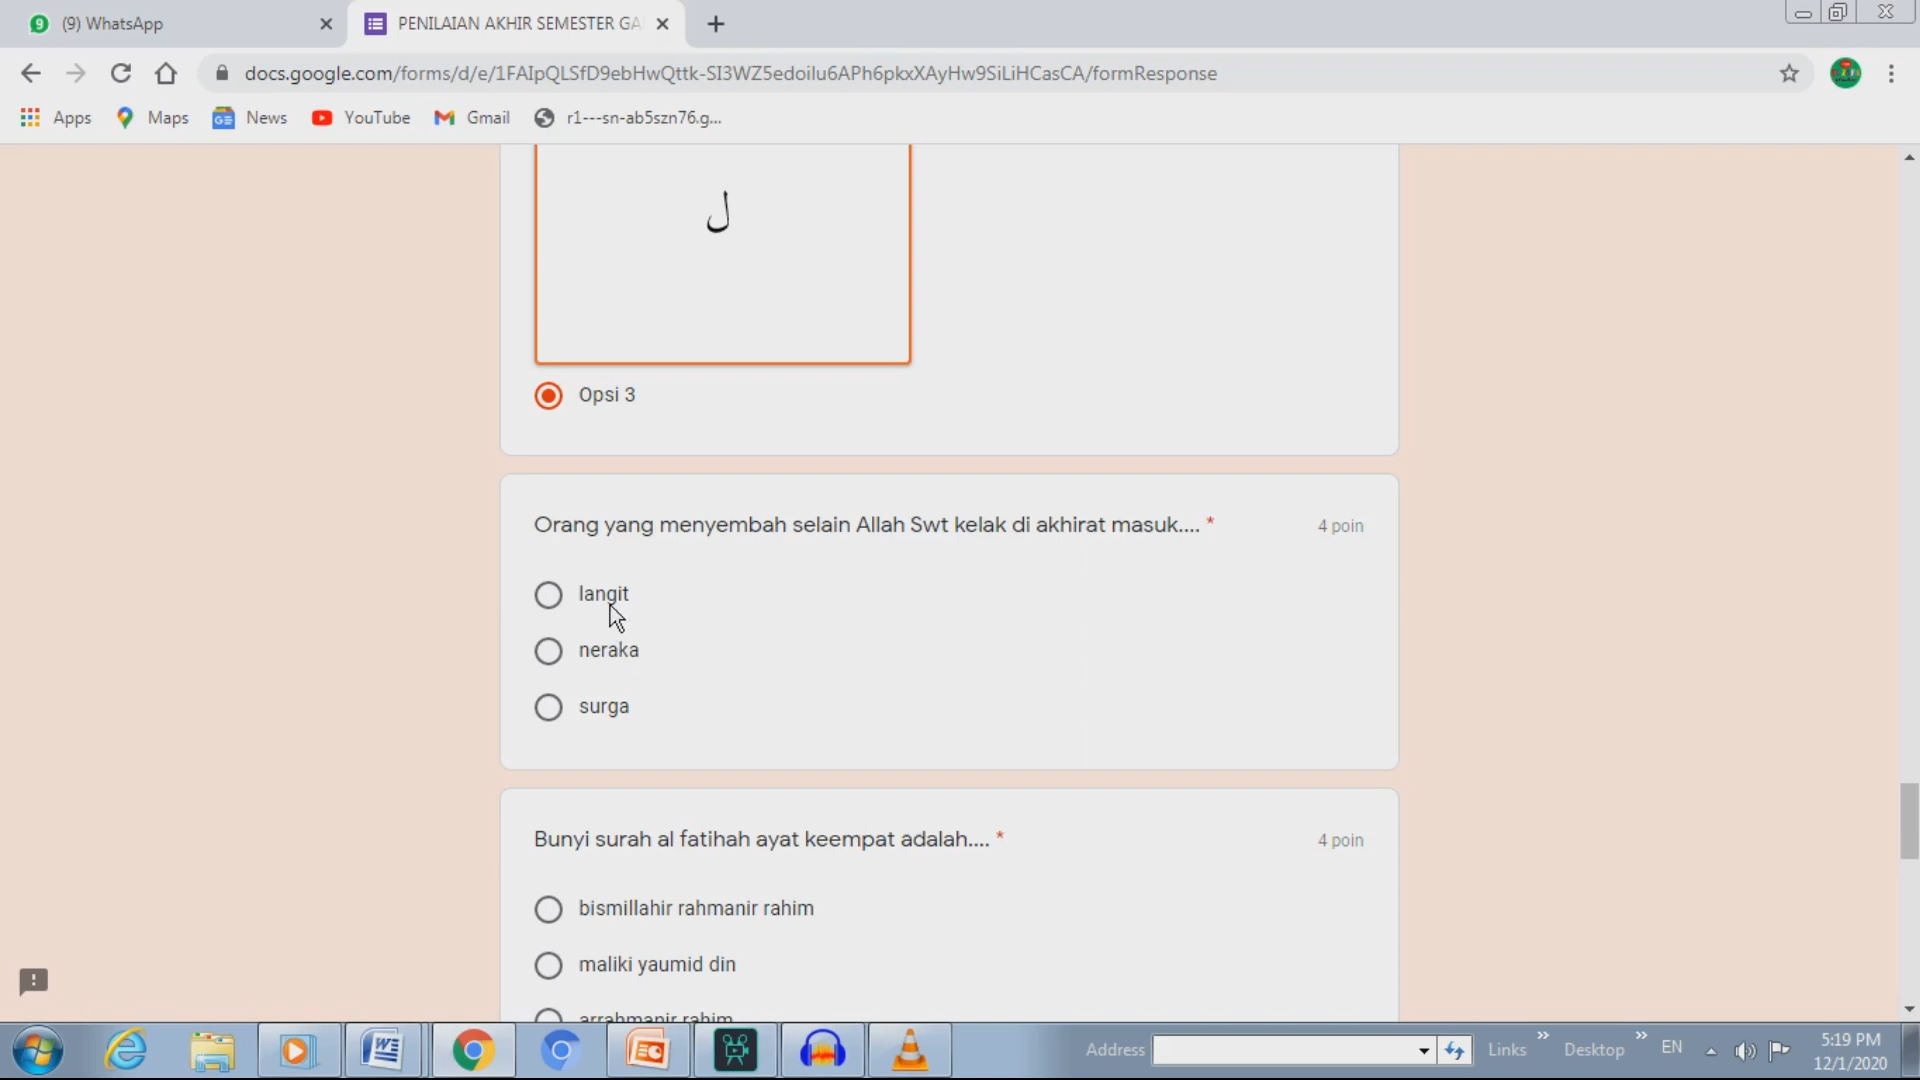 (9) WhatsApp
PENILAIAN AKHIR SEMESTER GA
docs.google.com/forms/d/e/1FAIpQLSfD9ebHwQttk-SI3WZ5edoilu6APh6pkxXAyHw9SiLiHCasCA/formResponse
Apps
Maps
News
YouTube
Gmail
r1---sn-ab5szn76.g...
ل
Opsi 3
Orang yang menyembah selain Allah Swt kelak di akhirat masuk.... *
4 poin
langit
neraka
surga
Bunyi surah al fatihah ayat keempat adalah.... *
4 poin
bismillahir rahmanir rahim
maliki yaumid din
arrahmanir rahim
Address
Links
Desktop
EN
5:19 PM
12/1/2020